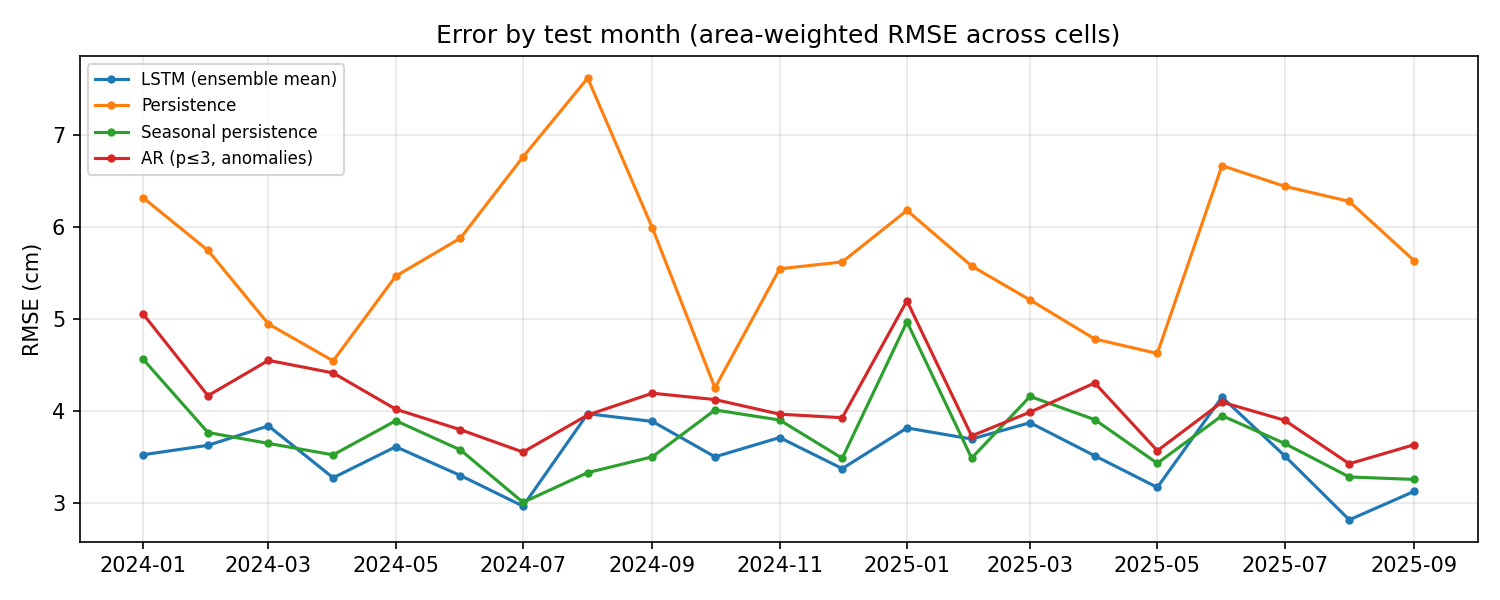 Error by test month (area-weighted RMSE across cells)
LSTM (ensemble mean)
Persistence
Seasonal persistence
AR (p≤3, anomalies)
RMSE (cm)
7
6
5
4
3
2024-01 2024-03 2024-05 2024-07 2024-09 2024-11 2025-01 2025-03 2025-05 2025-07 2025-09